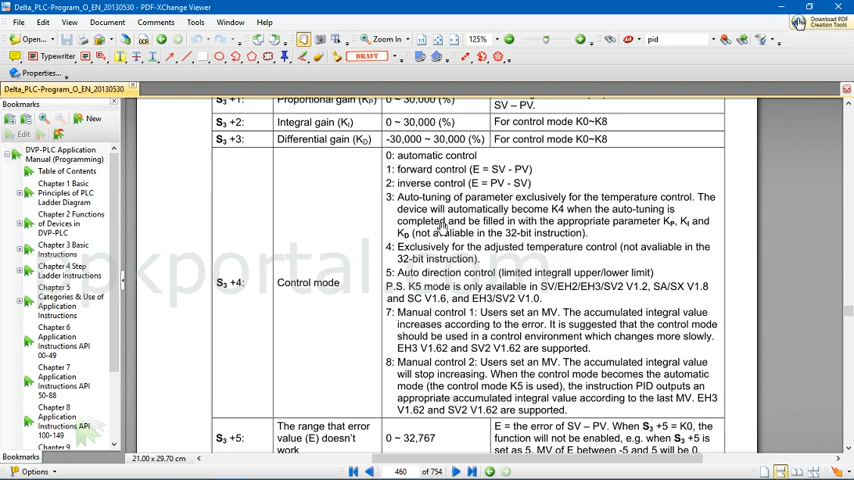 Delta_PLC-Program_O_EN_20130530 - PDF-XChange Viewer
File Edit View Document Comments Tools Window Help
Download PDF Creation Tools
Open... OCR Zoom In 125% pid
Typewriter DRAFT
Properties...
Delta_PLC-Program_O_EN_20130530
Bookmarks
New
Edit
DVP-PLC Application
Manual (Programming)
Table of Contents
Chapter 1 Basic
Principles of PLC
Ladder Diagram
Chapter 2 Functions
of Devices in
DVP-PLC
Chapter 3 Basic
Instructions
Chapter 4 Step
Ladder Instructions
Chapter 5
Categories & Use of
Application
Instructions
Chapter 6
Application
Instructions API
00-49
Chapter 7
Application
Instructions API
50-88
Chapter 8
Application
Instructions API
100-149
Chapter 9
Bookmarks
S3 +1: Proportional gain (KP) 0 ~ 30,000 (%) SV – PV.
S3 +2: Integral gain (KI) 0 ~ 30,000 (%) For control mode K0~K8
S3 +3: Differential gain (KD) -30,000 ~ 30,000 (%) For control mode K0~K8
S3 +4: Control mode
0: automatic control
1: forward control (E = SV - PV)
2: inverse control (E = PV - SV)
3: Auto-tuning of parameter exclusively for the temperature control. The
device will automatically become K4 when the auto-tuning is
completed and be filled in with the appropriate parameter KP, KI and
KD (not avaliable in the 32-bit instruction).
4: Exclusively for the adjusted temperature control (not avaliable in the
32-bit instruction).
5: Auto direction control (limited integrall upper/lower limit)
P.S. K5 mode is only available in SV/EH2/EH3/SV2 V1.2, SA/SX V1.8
and SC V1.6, and EH3/SV2 V1.0.
7: Manual control 1: Users set an MV. The accumulated integral value
increases according to the error. It is suggested that the control mode
should be used in a control environment which changes more slowly.
EH3 V1.62 and SV2 V1.62 are supported.
8: Manual control 2: Users set an MV. The accumulated integral value
will stop increasing. When the control mode becomes the automatic
mode (the control mode K5 is used), the instruction PID outputs an
appropriate accumulated integral value according to the last MV. EH3
V1.62 and SV2 V1.62 are supported.
S3 +5:
The range that error
value (E) doesn't
work
0 ~ 32,767
E = the error of SV – PV. When S3 +5 = K0, the
function will not be enabled, e.g. when S3 +5 is
set as 5, MV of E between -5 and 5 will be 0.
pkportal
21.00 x 29.70 cm
Options 460 of 754